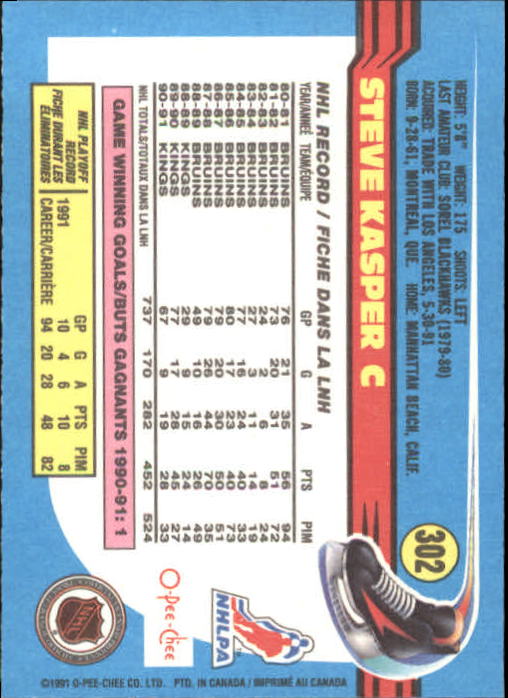 HEIGHT: 5'8" WEIGHT: 175 SHOOTS: LEFT
LAST AMATEUR CLUB: SOREL BLACKHAWKS (1979-80)
ACQUIRED: TRADE WITH LOS ANGELES, 5-30-91
BORN: 9-28-61, MONTREAL, QUE. HOME: MANHATTAN BEACH, CALIF.
302
STEVE KASPER C
NHL RECORD / FICHE DANS LA LNH
YEAR/ANNÉE TEAM/ÉQUIPE GP G A PTS PIM
80-81 BRUINS 76 21 35 56 94
81-82 BRUINS 73 20 31 51 72
82-83 BRUINS 24 2 6 8 24
83-84 BRUINS 27 3 11 14 19
84-85 BRUINS 77 16 24 40 33
85-86 BRUINS 80 17 23 40 73
86-87 BRUINS 79 20 30 50 51
87-88 BRUINS 79 26 44 70 35
88-89 BRUINS 49 10 16 26 49
88-89 KINGS 29 9 15 24 14
89-90 KINGS 77 17 28 45 27
90-91 KINGS 67 9 19 28 33
NHL TOTALS/TOTAUX DANS LA LNH 737 170 282 452 524
GAME WINNING GOALS/BUTS GAGNANTS 1990-91: 1
NHL PLAYOFF
RECORD
FICHE DURANT LES
ÉLIMINATOIRES
GP G A PTS PIM
1991 10 4 6 10 8
CAREER/CARRIÈRE 94 20 28 48 82
NHLPA
TM
O-Pee-Chee
NHL
©1991 O-PEE-CHEE CO. LTD. PTD. IN CANADA / IMPRIMÉ AU CANADA